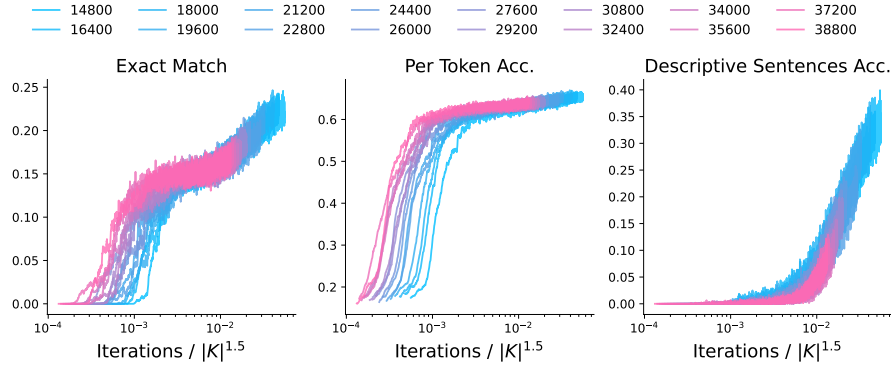 14800 18000 21200 24400 27600 30800 34000 37200
16400 19600 22800 26000 29200 32400 35600 38800
Exact Match Per Token Acc. Descriptive Sentences Acc.
0.25
0.20
0.15
0.10
0.05
0.00
10⁻⁴ 10⁻³ 10⁻²
Iterations / |K|¹·⁵
0.6
0.5
0.4
0.3
0.2
10⁻⁴ 10⁻³ 10⁻²
Iterations / |K|¹·⁵
0.40
0.35
0.30
0.25
0.20
0.15
0.10
0.05
0.00
10⁻⁴ 10⁻³ 10⁻²
Iterations / |K|¹·⁵